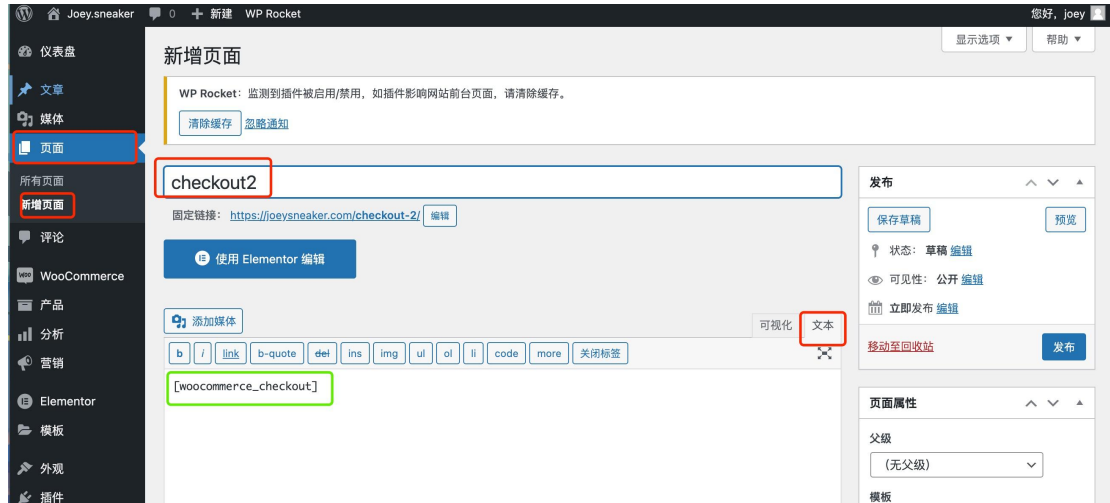 Joey.sneaker 0 新建 WP Rocket 您好，joey
显示选项 帮助
仪表盘
文章
媒体
页面
所有页面
新增页面
评论
WooCommerce
产品
分析
营销
Elementor
模板
外观
插件
新增页面
WP Rocket：监测到插件被启用/禁用，如插件影响网站前台页面，请清除缓存。
清除缓存 忽略通知
checkout2
固定链接： https://joeysneaker.com/checkout-2/ 编辑
使用 Elementor 编辑
添加媒体
可视化 文本
b i link b-quote del ins img ul ol li code more 关闭标签
[woocommerce_checkout]
发布
保存草稿 预览
状态： 草稿 编辑
可见性： 公开 编辑
立即发布 编辑
移动至回收站 发布
页面属性
父级
（无父级）
模板